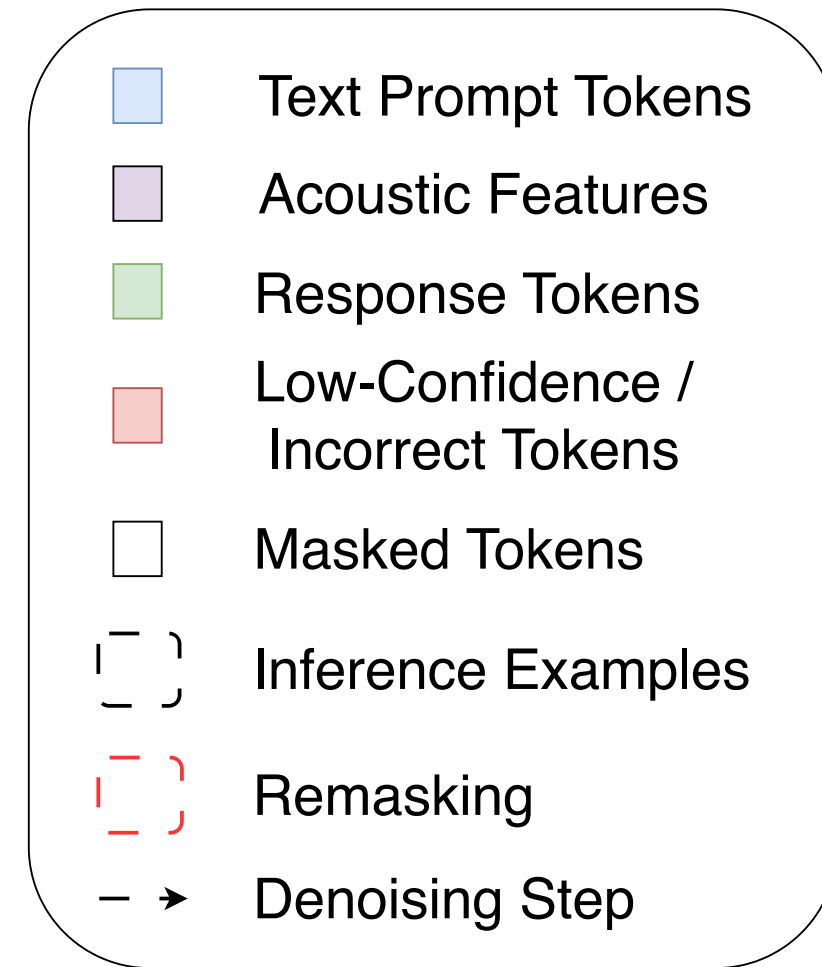 Text Prompt Tokens
Acoustic Features
Response Tokens
Low-Confidence /
Incorrect Tokens
Masked Tokens
Inference Examples
Remasking
Denoising Step